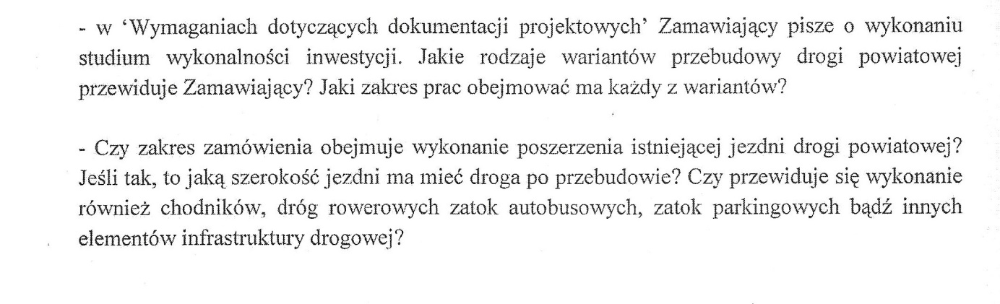 - w ‘Wymaganiach dotyczących dokumentacji projektowych’ Zamawiający pisze o wykonaniu
studium wykonalności inwestycji. Jakie rodzaje wariantów przebudowy drogi powiatowej
przewiduje Zamawiający? Jaki zakres prac obejmować ma każdy z wariantów?
- Czy zakres zamówienia obejmuje wykonanie poszerzenia istniejącej jezdni drogi powiatowej?
Jeśli tak, to jaką szerokość jezdni ma mieć droga po przebudowie? Czy przewiduje się wykonanie
również chodników, dróg rowerowych zatok autobusowych, zatok parkingowych bądź innych
elementów infrastruktury drogowej?